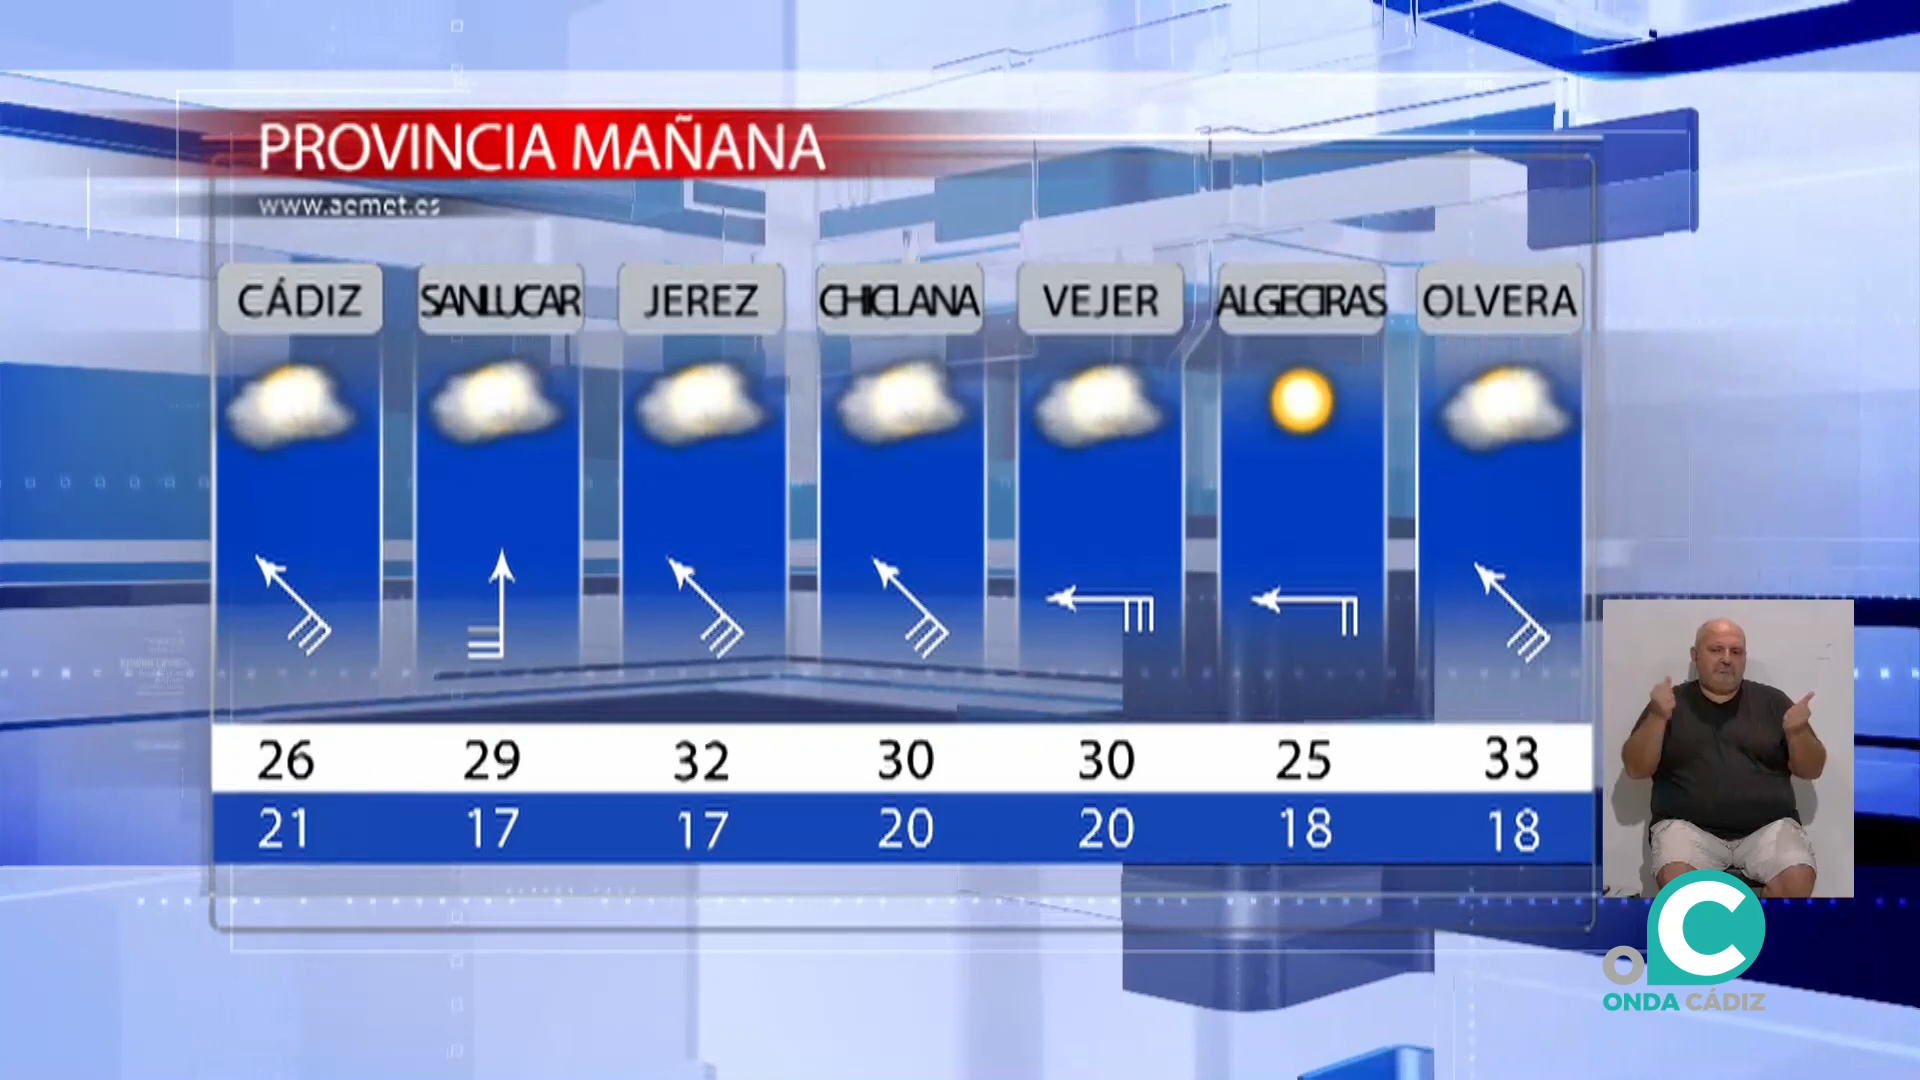 PROVINCIA MAÑANA
www.aemet.es
CÁDIZ SANLUCAR JEREZ CHICLANA VEJER ALGECIRAS OLVERA
26 29 32 30 30 25 33
21 17 17 20 20 18 18
OC
ONDA CÁDIZ